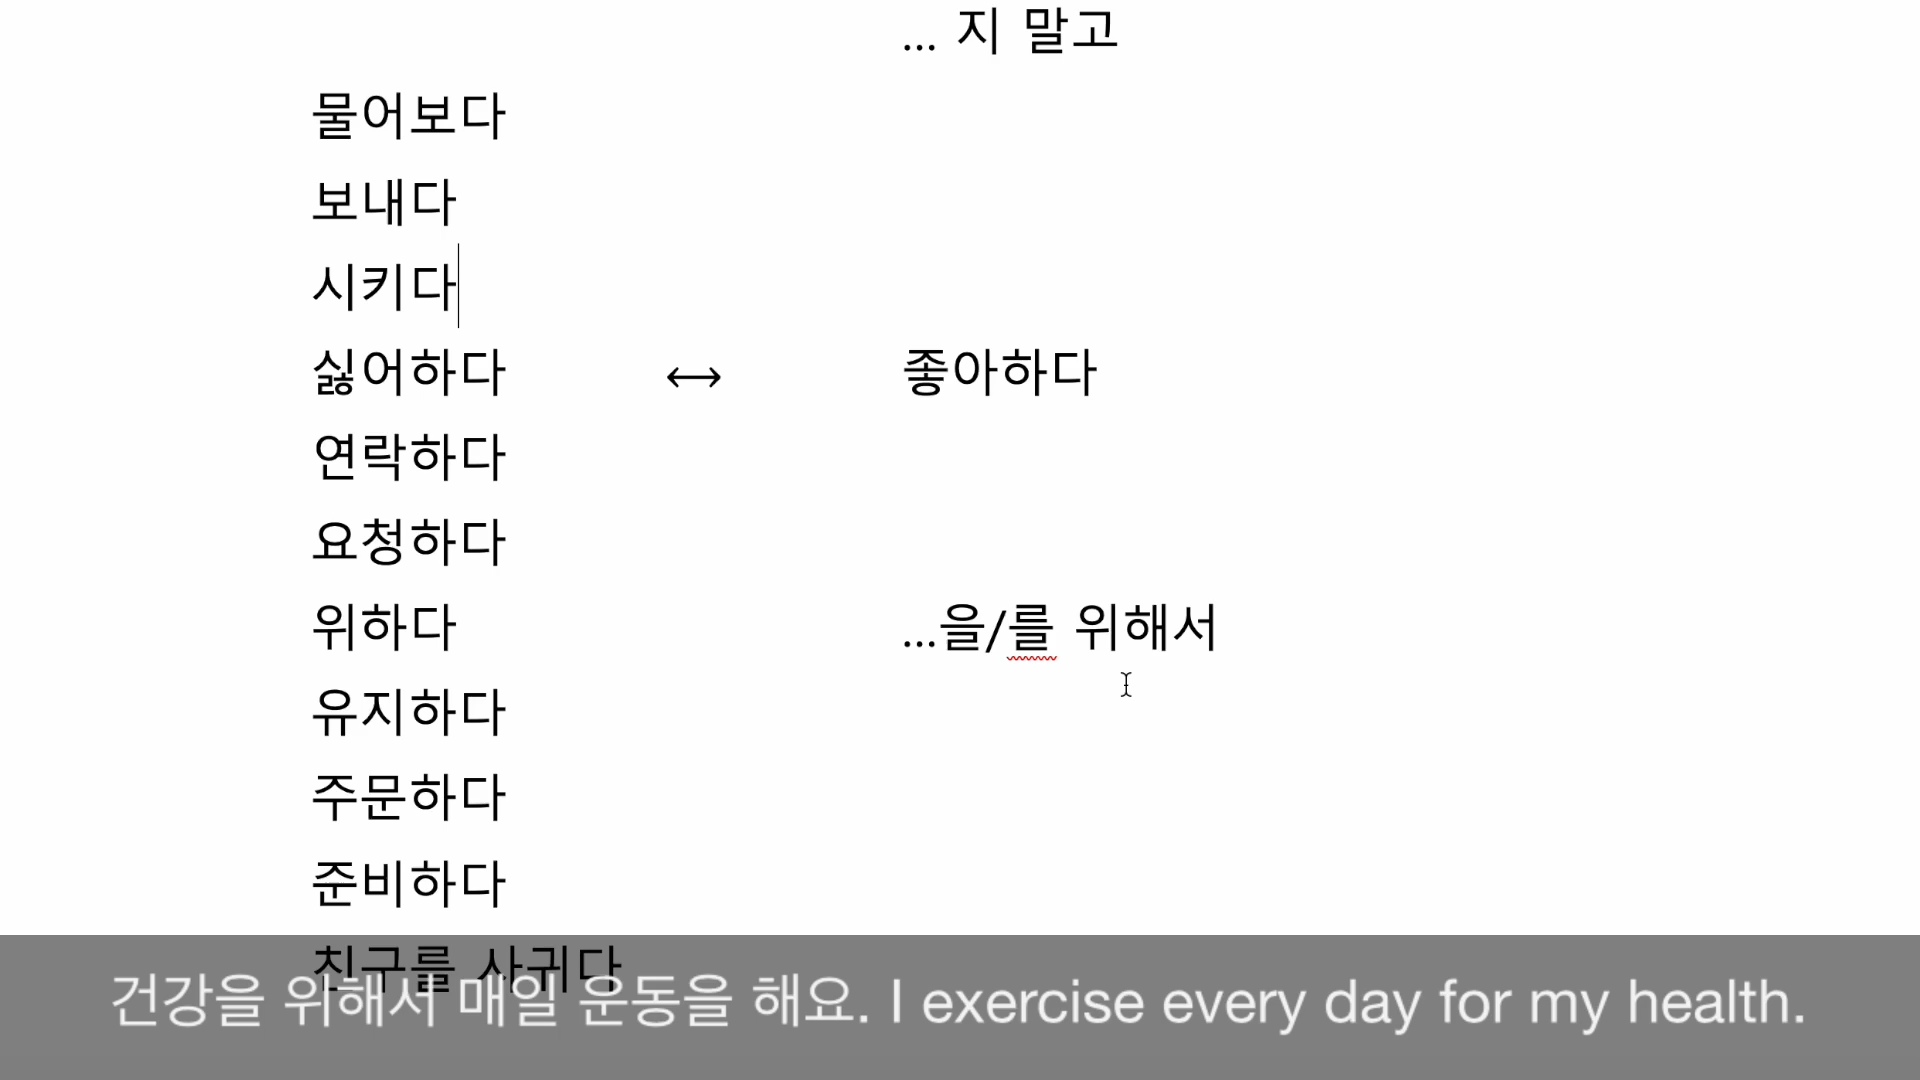 ... 지 말고
물어보다
보내다
시키다
싫어하다 ↔ 좋아하다
연락하다
요청하다
위하다 ...을/를 위해서
유지하다
주문하다
준비하다
친구를 사귀다
건강을 위해서 매일 운동을 해요. I exercise every day for my health.